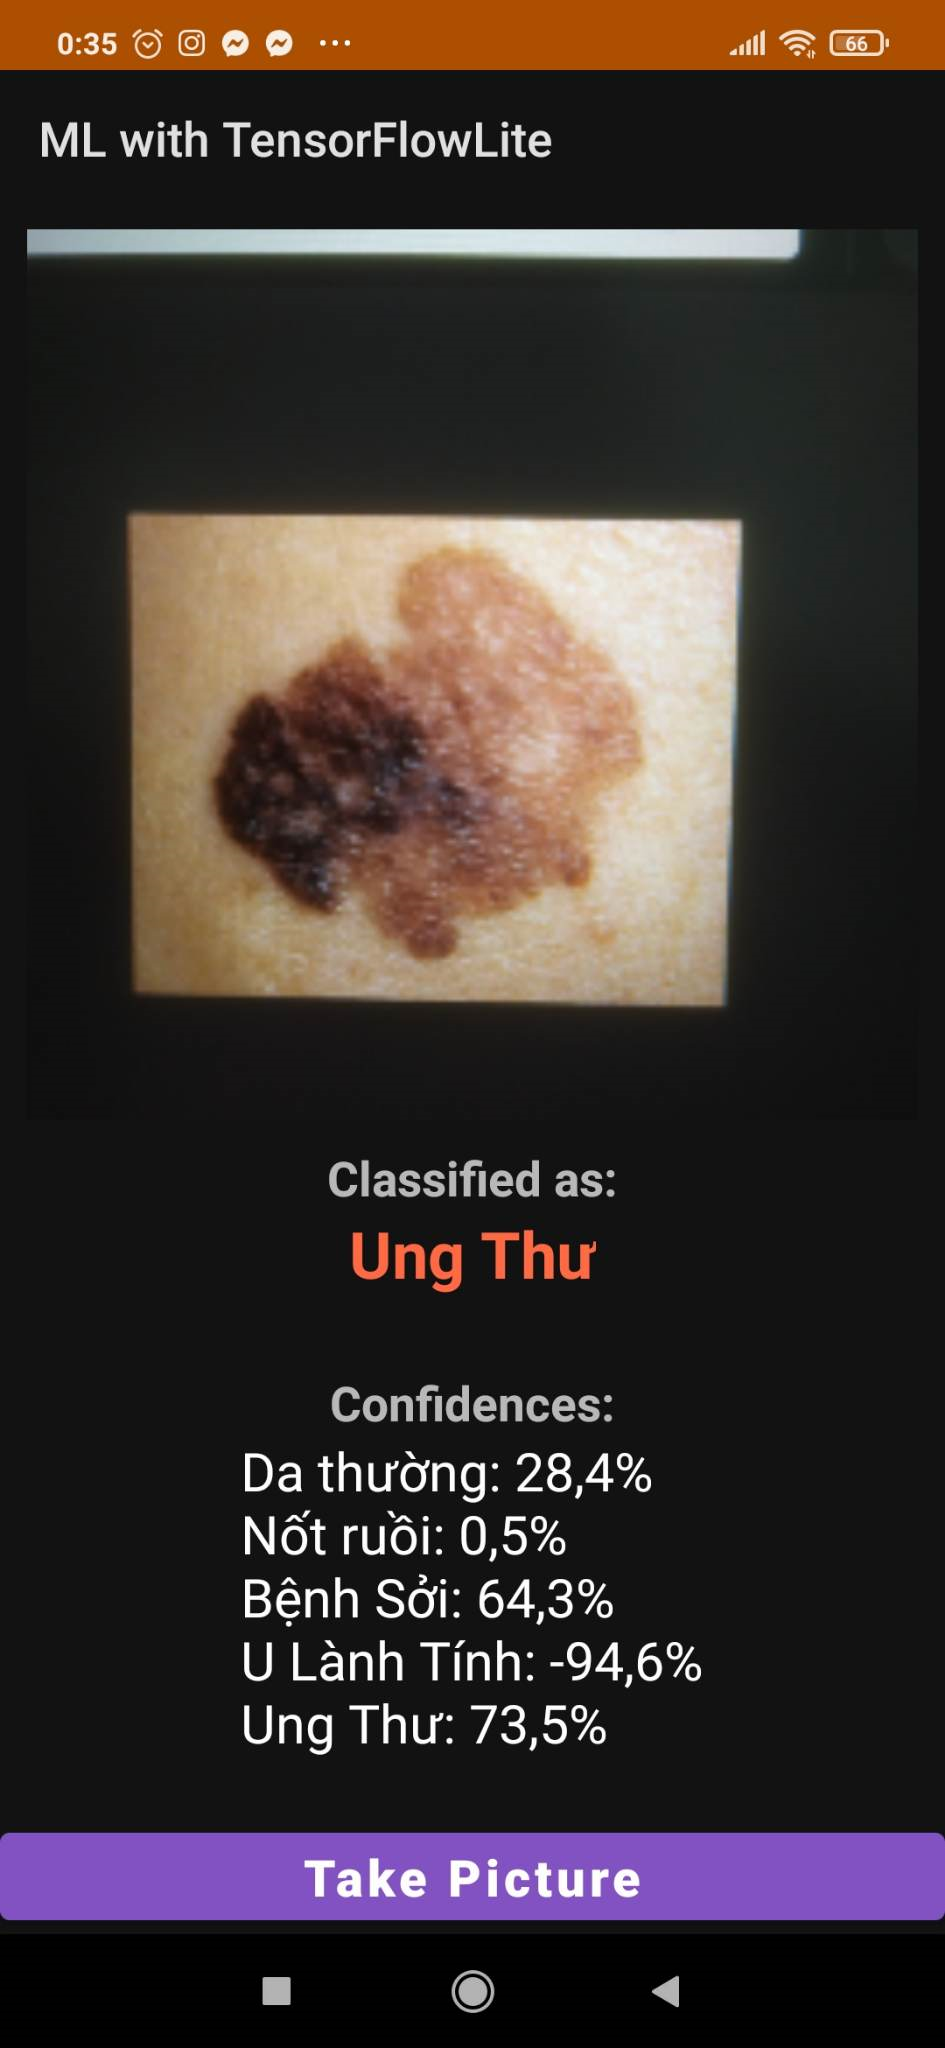 0:35
66
ML with TensorFlowLite
Classified as:
Ung Thư
Confidences:
Da thường: 28,4%
Nốt ruồi: 0,5%
Bệnh Sởi: 64,3%
U Lành Tính: -94,6%
Ung Thư: 73,5%
Take Picture